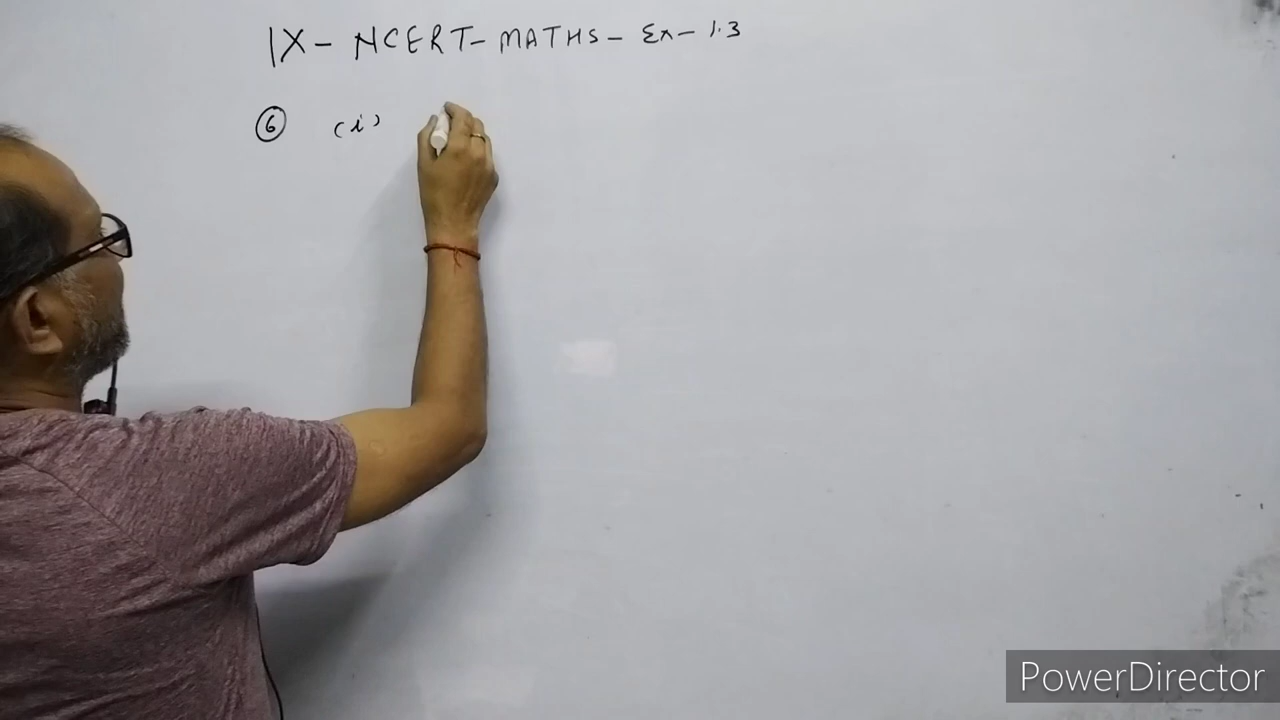 IX - NCERT - MATHS - Ex - 1.3
6 (i)
PowerDirector